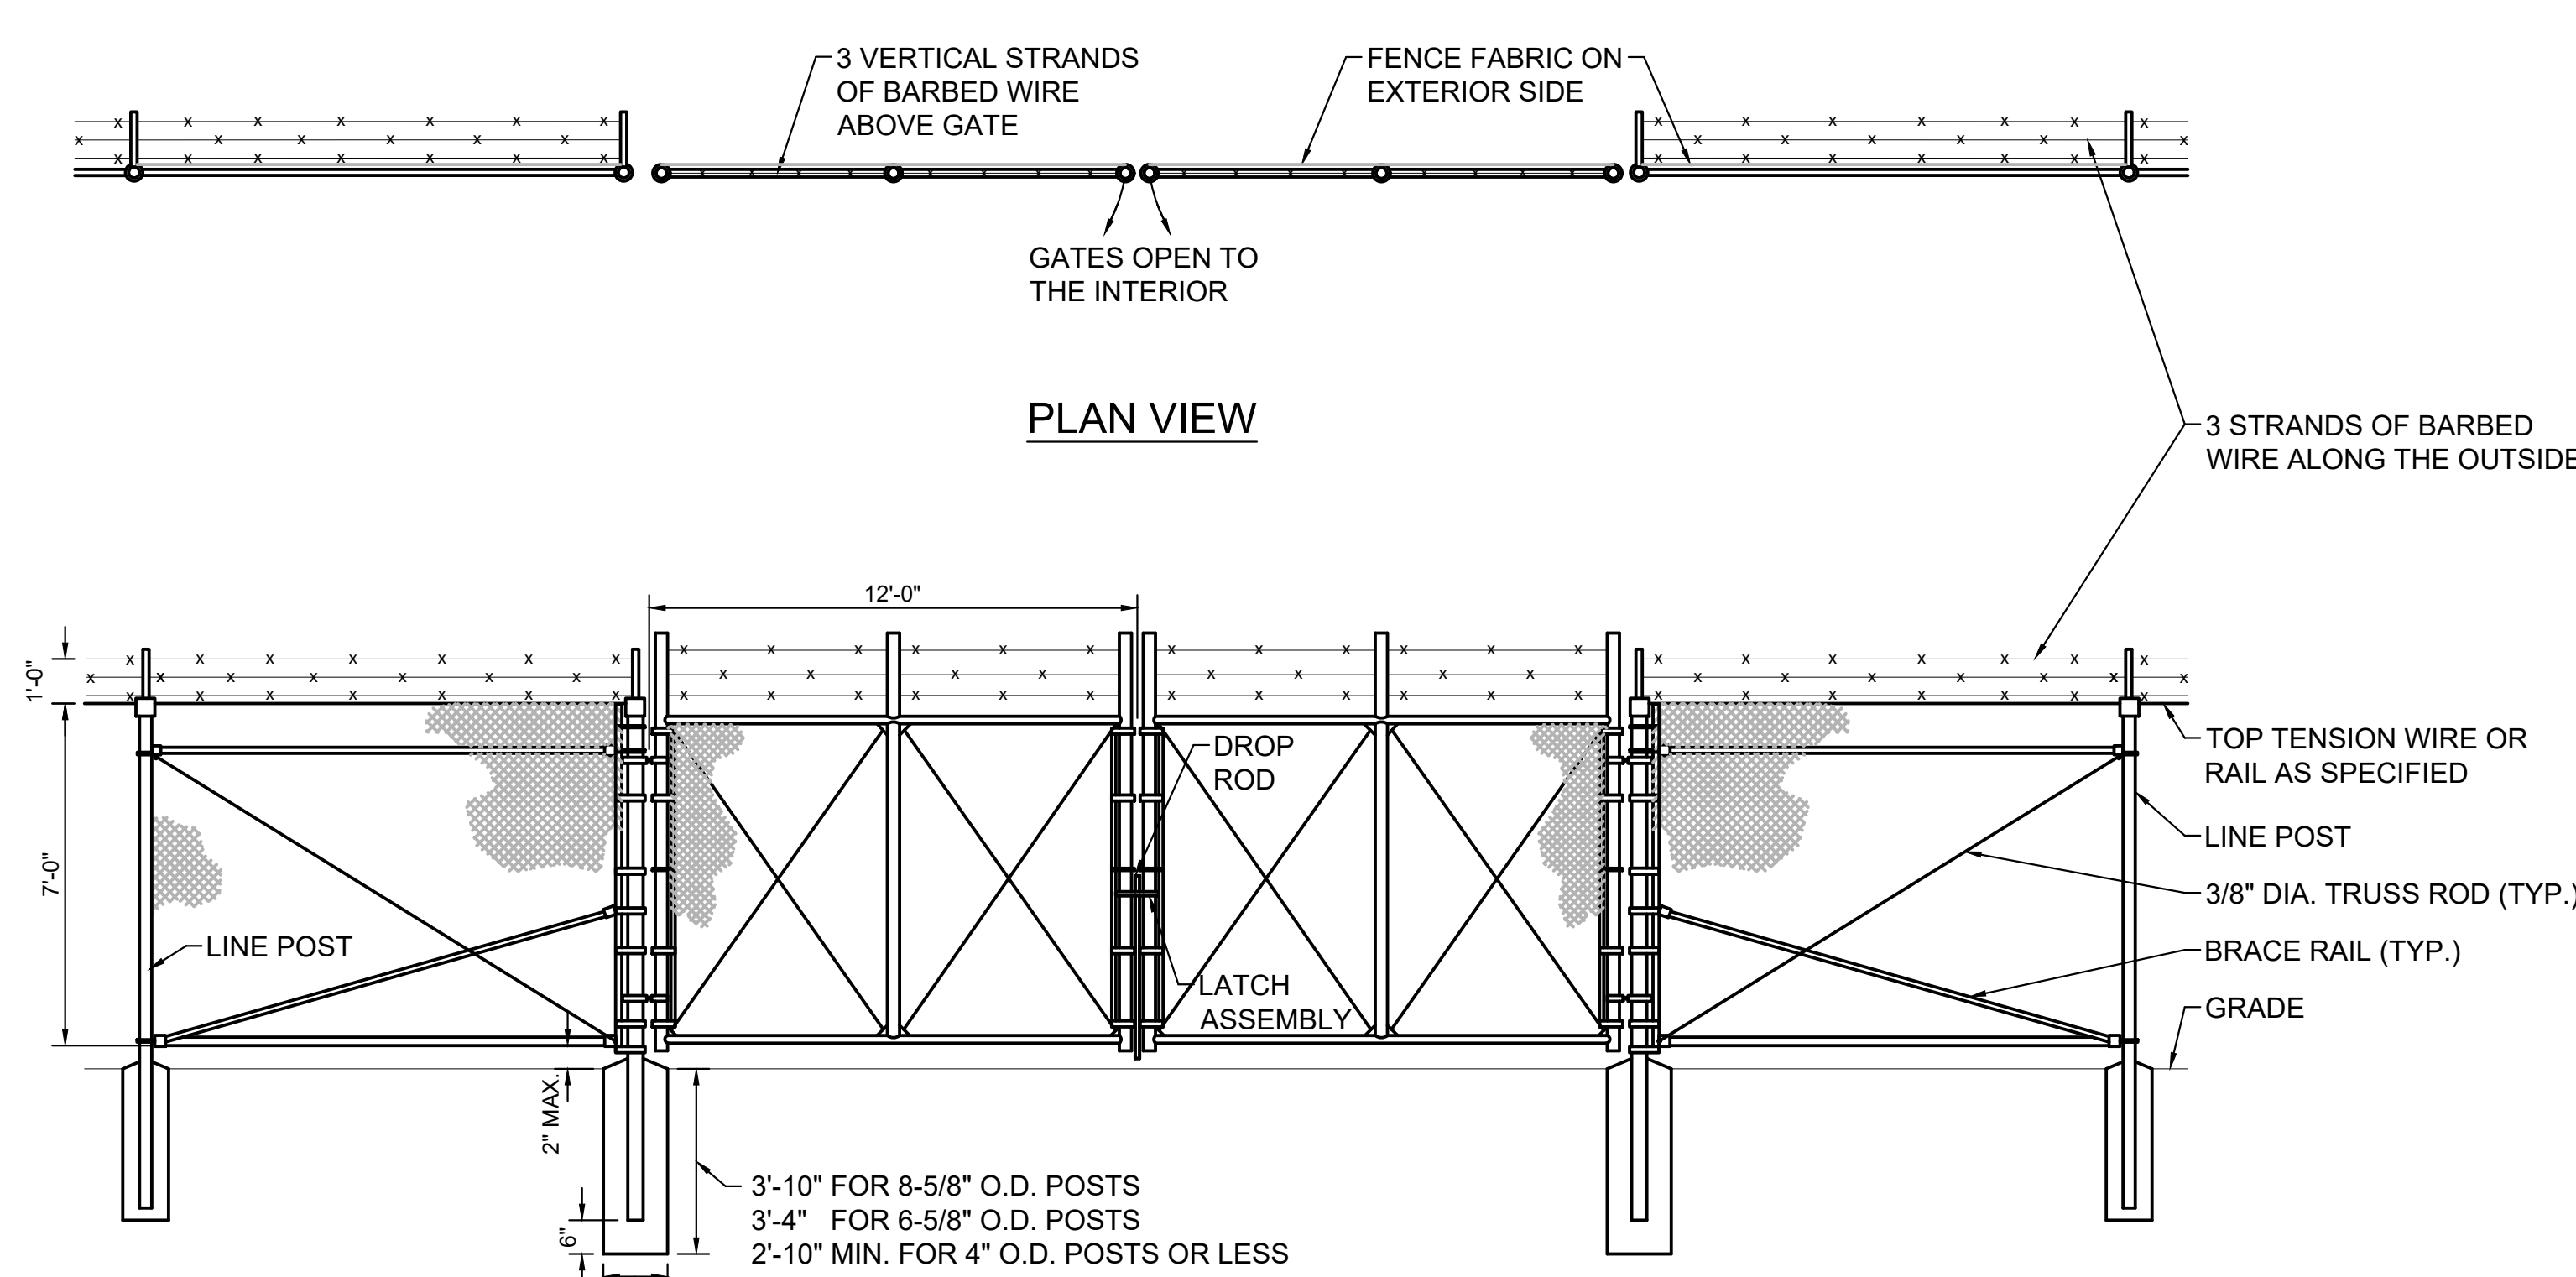 3 VERTICAL STRANDS
OF BARBED WIRE
ABOVE GATE
FENCE FABRIC ON
EXTERIOR SIDE
GATES OPEN TO
THE INTERIOR
PLAN VIEW
3 STRANDS OF BARBED
WIRE ALONG THE OUTSIDE
12'-0"
1'-0"
7'-0"
DROP
ROD
TOP TENSION WIRE OR
RAIL AS SPECIFIED
LINE POST
3/8" DIA. TRUSS ROD (TYP.)
LINE POST
BRACE RAIL (TYP.)
LATCH
ASSEMBLY
GRADE
2" MAX.
6"
3'-10" FOR 8-5/8" O.D. POSTS
3'-4" FOR 6-5/8" O.D. POSTS
2'-10" MIN. FOR 4" O.D. POSTS OR LESS